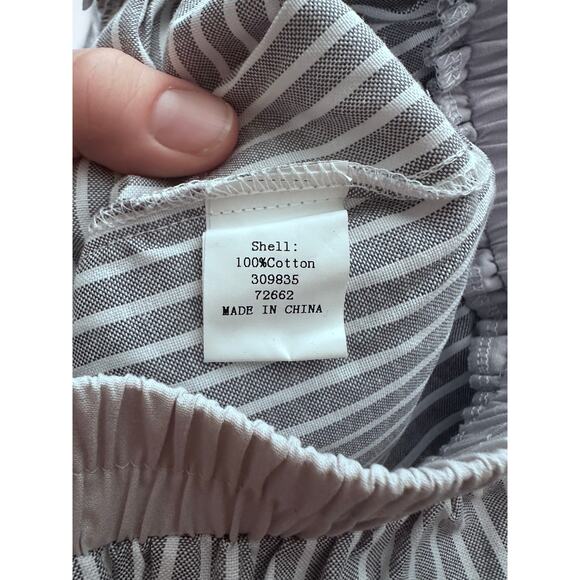 Shell:
100%Cotton
309835
72662
MADE IN CHINA